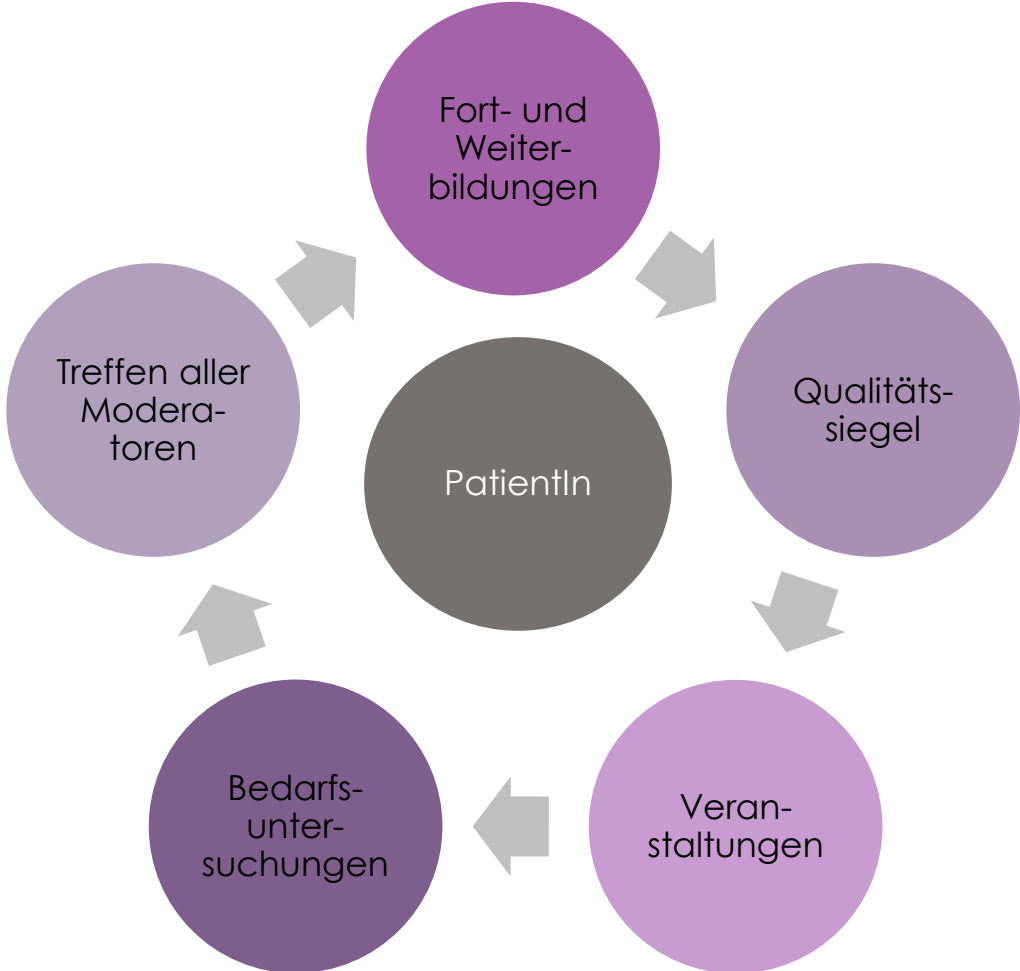 Fort- und
Weiter-
bildungen
Qualitäts-
siegel
Veran-
staltungen
Bedarfs-
unter-
suchungen
Treffen aller
Modera-
toren
PatientIn